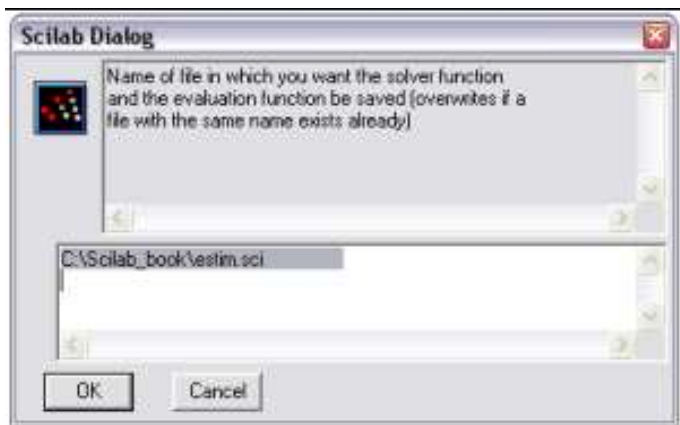 Scilab Dialog
Name of file in which you want the solver function
and the evaluation function be saved (overwrites if a
file with the same name exists already)
C:\Scilab_book\estim.sci
OK Cancel